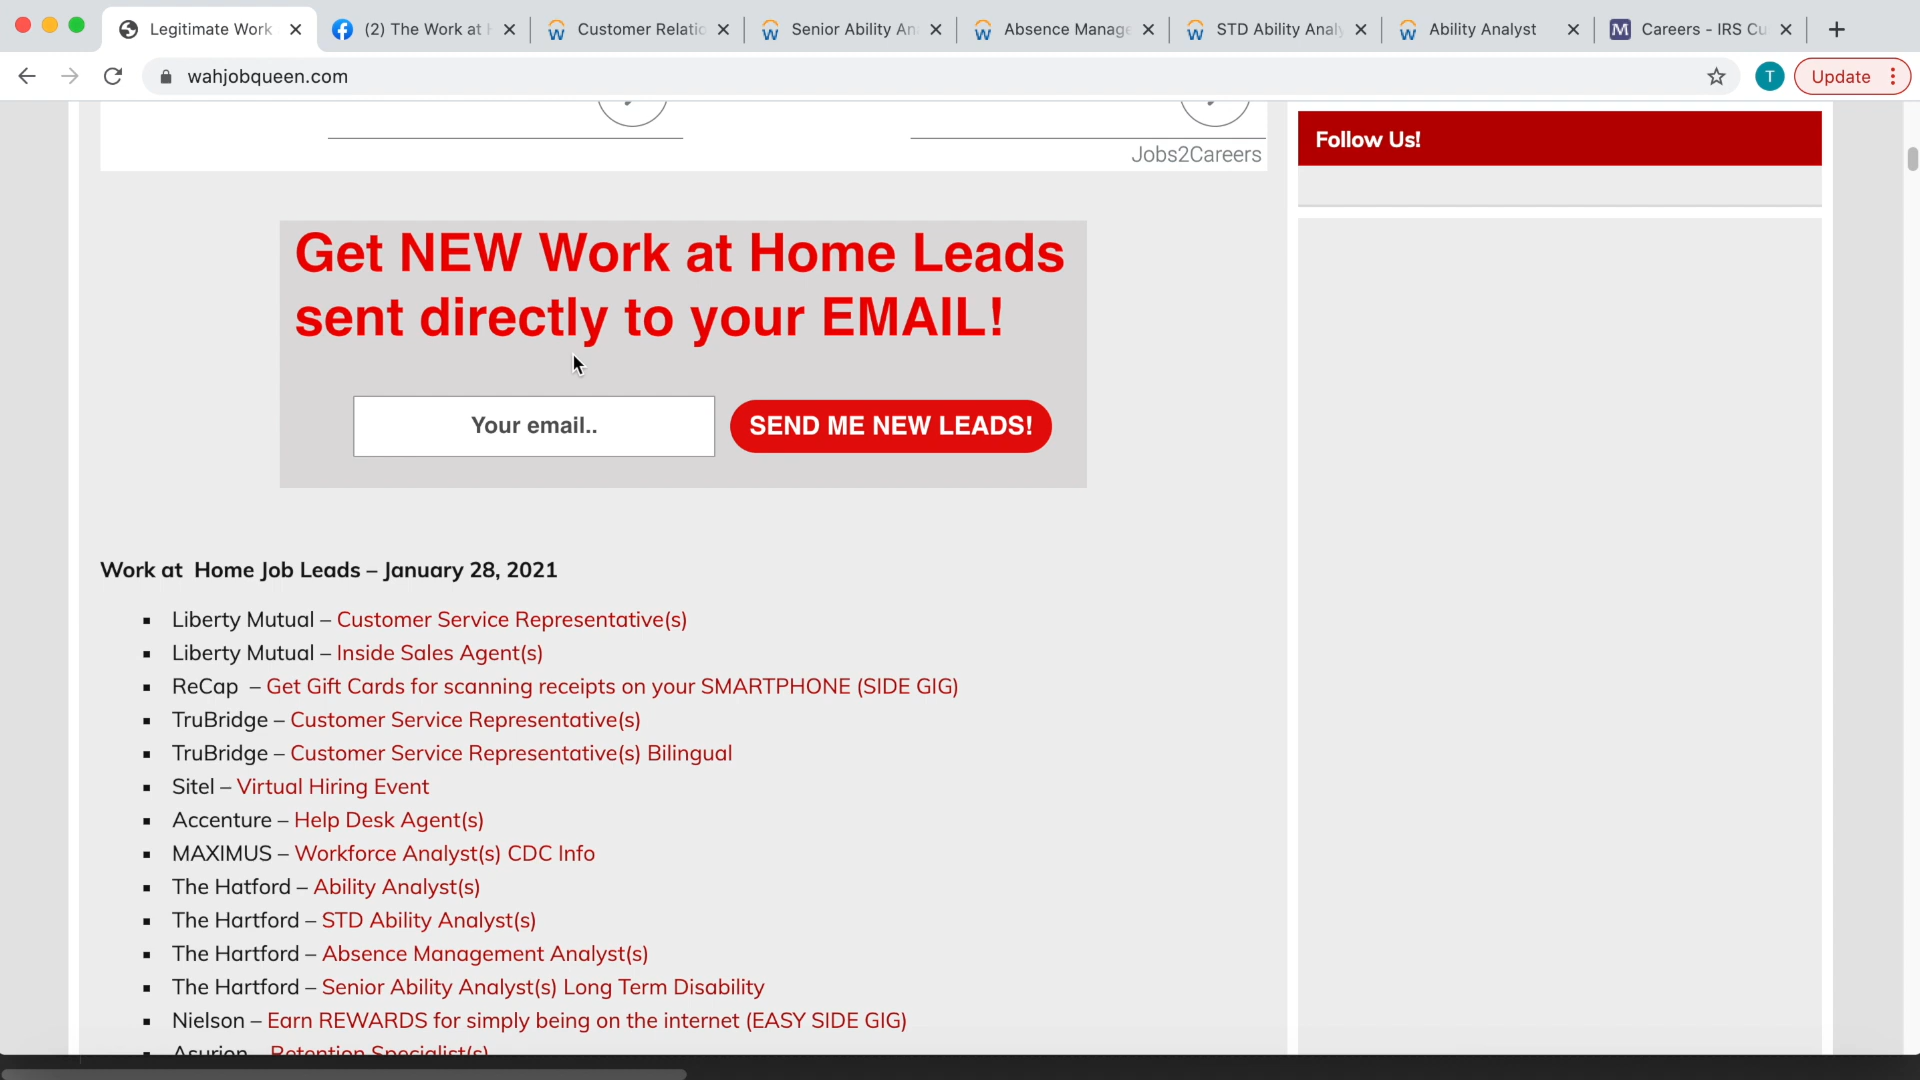 Legitimate Work
(2) The Work at H
Customer Relatio
Senior Ability An
Absence Manage
STD Ability Analy
Ability Analyst
Careers - IRS Cu
wahjobqueen.com
T
Update
Jobs2Careers
Follow Us!
Get NEW Work at Home Leads
sent directly to your EMAIL!
Your email..
SEND ME NEW LEADS!
Work at Home Job Leads – January 28, 2021
▪ Liberty Mutual – Customer Service Representative(s)
▪ Liberty Mutual – Inside Sales Agent(s)
▪ ReCap – Get Gift Cards for scanning receipts on your SMARTPHONE (SIDE GIG)
▪ TruBridge – Customer Service Representative(s)
▪ TruBridge – Customer Service Representative(s) Bilingual
▪ Sitel – Virtual Hiring Event
▪ Accenture – Help Desk Agent(s)
▪ MAXIMUS – Workforce Analyst(s) CDC Info
▪ The Hatford – Ability Analyst(s)
▪ The Hartford – STD Ability Analyst(s)
▪ The Hartford – Absence Management Analyst(s)
▪ The Hartford – Senior Ability Analyst(s) Long Term Disability
▪ Nielson – Earn REWARDS for simply being on the internet (EASY SIDE GIG)
▪ Asurion – Retention Specialist(s)